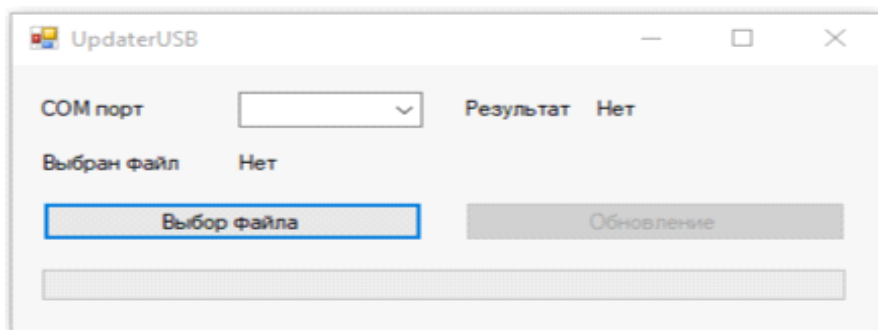 UpdaterUSB
COM порт Результат Нет
Выбран файл Нет
Выбор файла Обновление